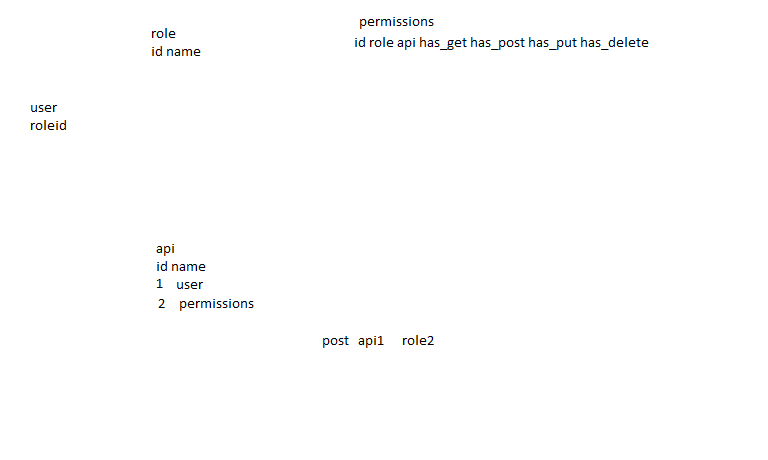 permissions
id role api has_get has_post has_put has_delete
role
id name
user
roleid
api
id name
1 user
2 permissions
post api1 role2